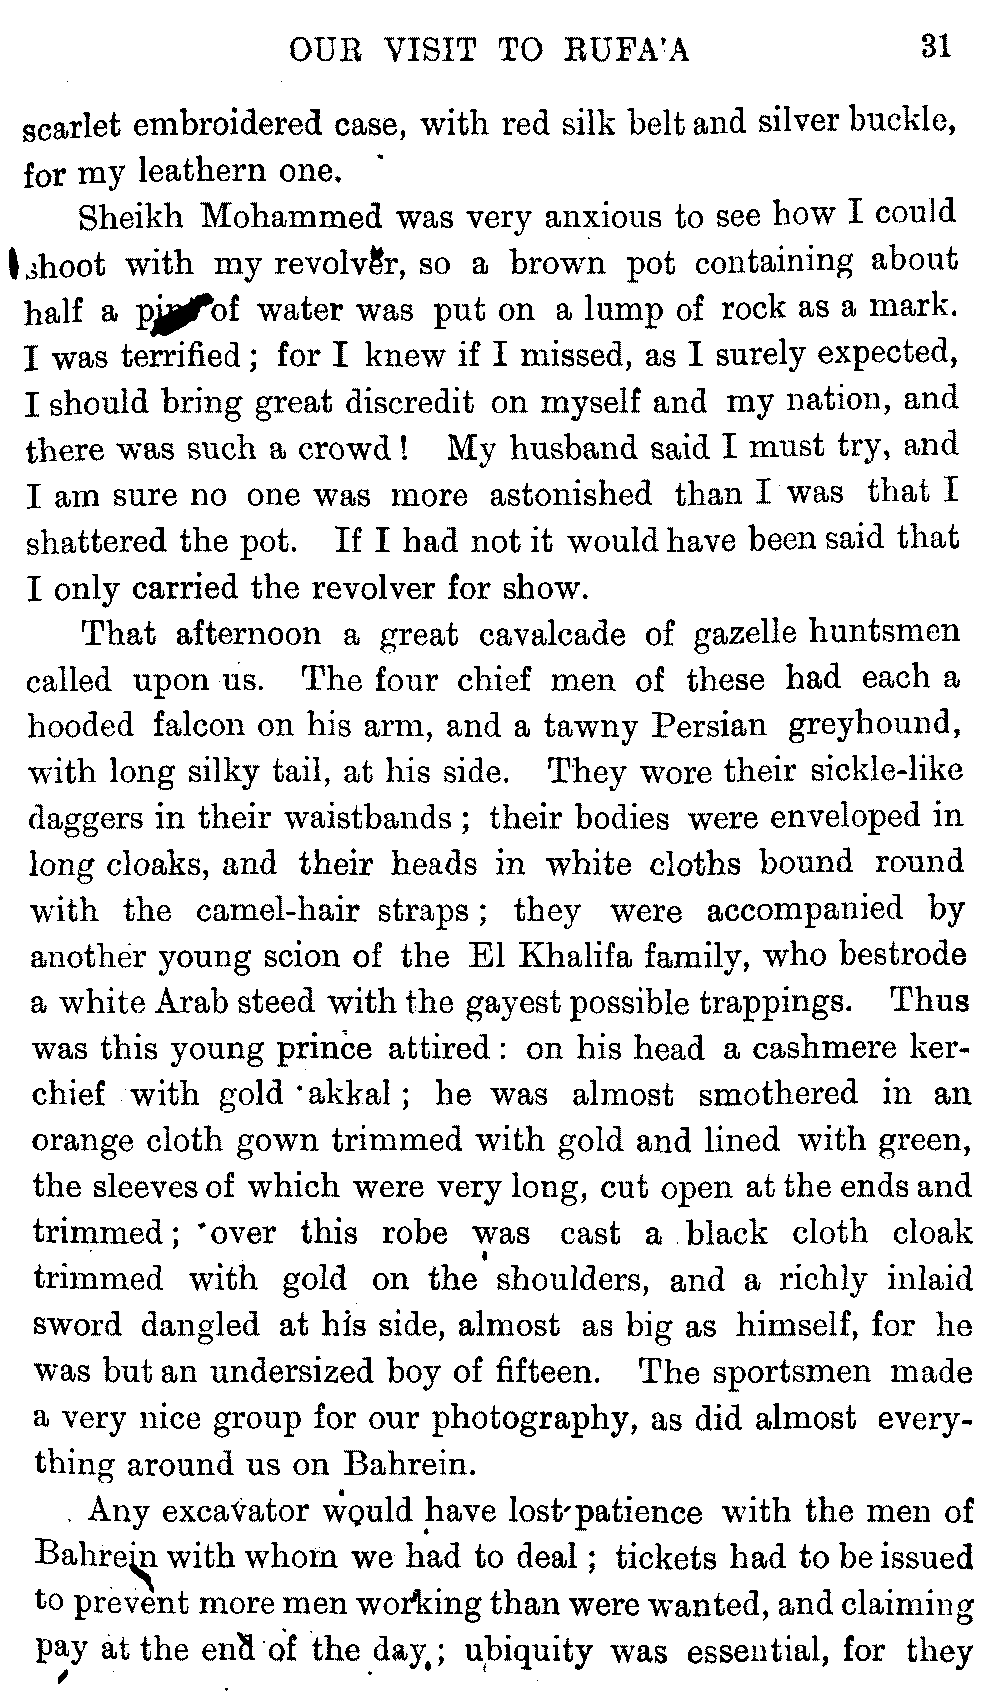 OUR VISIT TO RUFA'A 31
scarlet embroidered case, with red silk belt and silver buckle,
for my leathern one.
Sheikh Mohammed was very anxious to see how I could
shoot with my revolver, so a brown pot containing about
half a of water was put on a lump of rock as a mark.
I was terrified; for I knew if I missed, as I surely expected,
I should bring great discredit on myself and my nation, and
there was such a crowd! My husband said I must try, and
I am sure no one was more astonished than I was that I
shattered the pot. If I had not it would have been said that
I only carried the revolver for show.
That afternoon a great cavalcade of gazelle huntsmen
called upon us. The four chief men of these had each a
hooded falcon on his arm, and a tawny Persian greyhound,
with long silky tail, at his side. They wore their sickle-like
daggers in their waistbands; their bodies were enveloped in
long cloaks, and their heads in white cloths bound round
with the camel-hair straps; they were accompanied by
another young scion of the El Khalifa family, who bestrode
a white Arab steed with the gayest possible trappings. Thus
was this young prince attired: on his head a cashmere ker-
chief with gold 'akkal; he was almost smothered in an
orange cloth gown trimmed with gold and lined with green,
the sleeves of which were very long, cut open at the ends and
trimmed; over this robe was cast a black cloth cloak
trimmed with gold on the shoulders, and a richly inlaid
sword dangled at his side, almost as big as himself, for he
was but an undersized boy of fifteen. The sportsmen made
a very nice group for our photography, as did almost every-
thing around us on Bahrein.
Any excavator would have lost patience with the men of
Bahrein with whom we had to deal; tickets had to be issued
to prevent more men working than were wanted, and claiming
pay at the end of the day; ubiquity was essential, for they